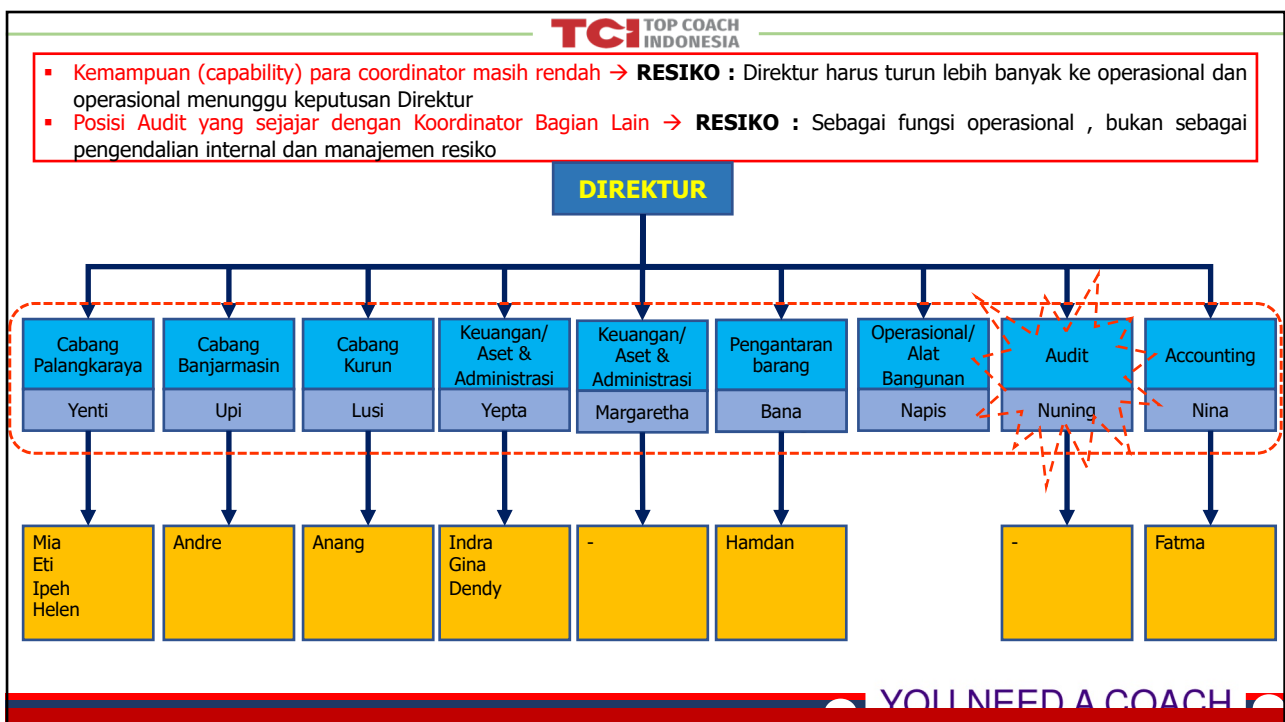 TCI TOP COACH
INDONESIA
▪ Kemampuan (capability) para coordinator masih rendah → RESIKO : Direktur harus turun lebih banyak ke operasional dan
operasional menunggu keputusan Direktur
▪ Posisi Audit yang sejajar dengan Koordinator Bagian Lain → RESIKO : Sebagai fungsi operasional , bukan sebagai
pengendalian internal dan manajemen resiko
DIREKTUR
Cabang
Palangkaraya
Yenti
Cabang
Banjarmasin
Upi
Cabang
Kurun
Lusi
Keuangan/
Aset &
Administrasi
Yepta
Keuangan/
Aset &
Administrasi
Margaretha
Pengantaran
barang
Bana
Operasional/
Alat
Bangunan
Napis
Audit
Nuning
Accounting
Nina
Mia
Eti
Ipeh
Helen
Andre
Anang
Indra
Gina
Dendy
-
Hamdan
-
Fatma
YOU NEED A COACH